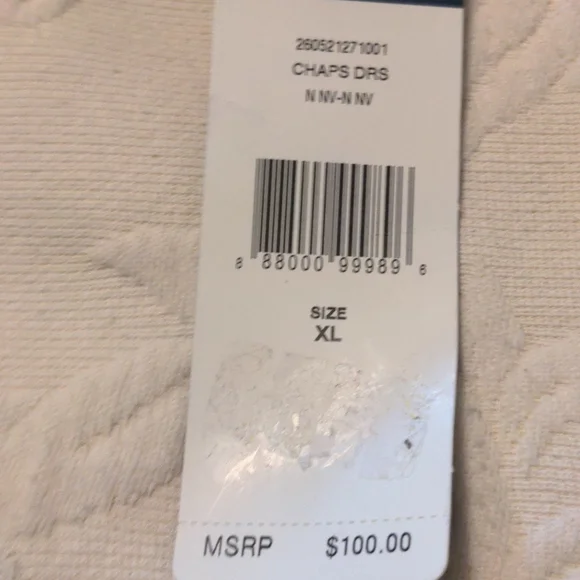 260521271001
CHAPS DRS
N NV-N NV
8 88000 99989 6
SIZE
XL
MSRP $100.00